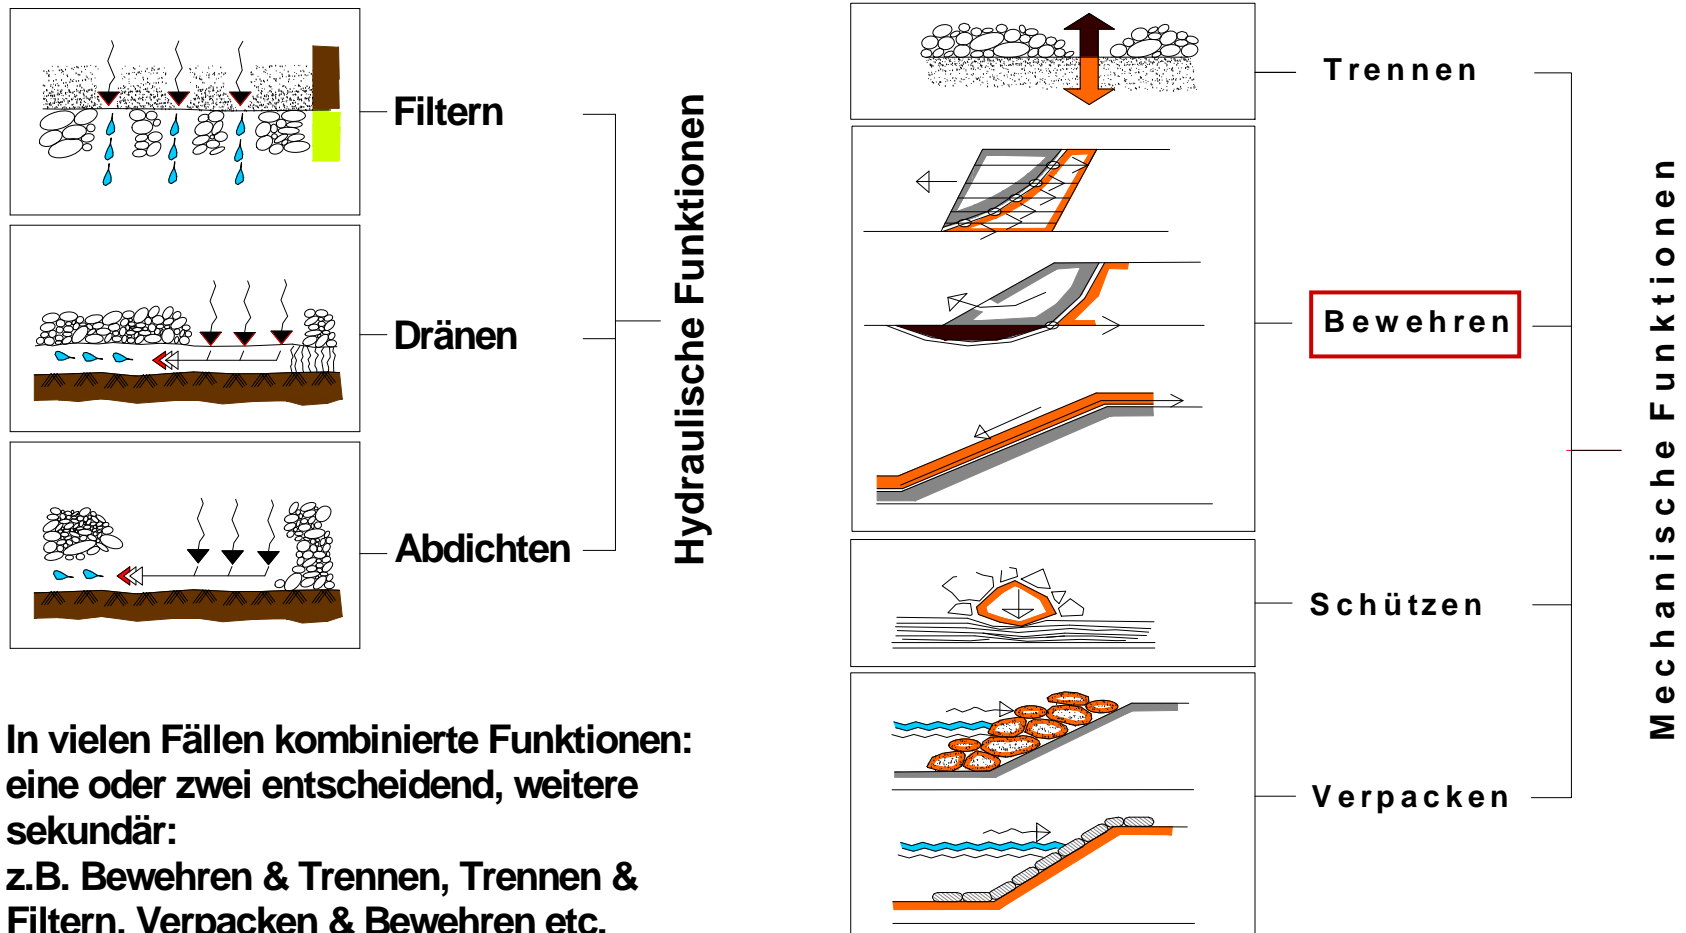 Filtern
Dränen
Abdichten
Hydraulische Funktionen
In vielen Fällen kombinierte Funktionen:
eine oder zwei entscheidend, weitere
sekundär:
z.B. Bewehren & Trennen, Trennen &
Filtern, Verpacken & Bewehren etc.
Trennen
Bewehren
Schützen
Verpacken
Mechanische Funktionen